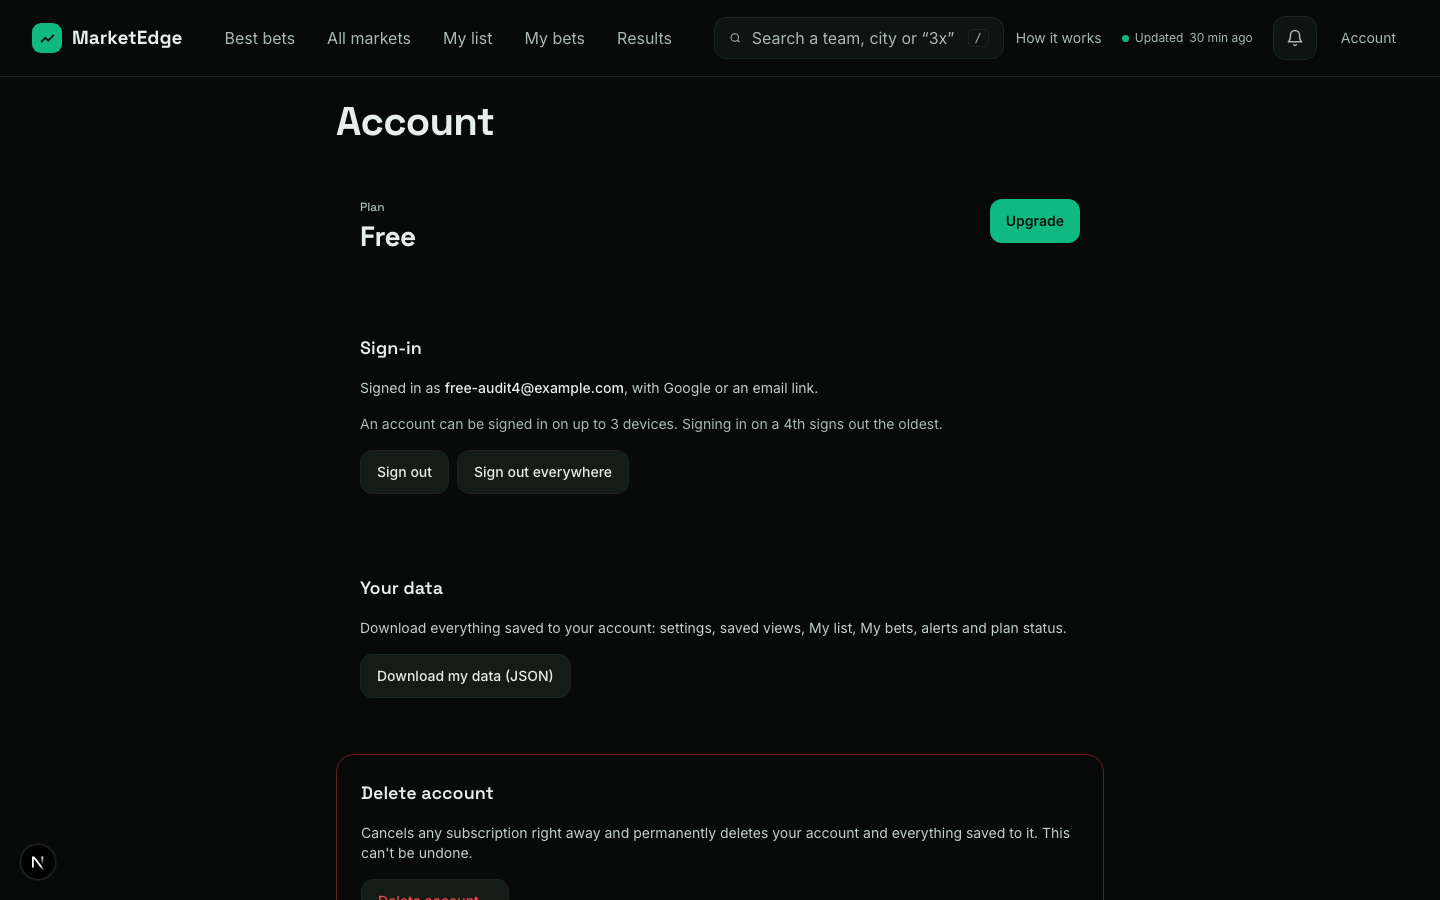 MarketEdge
Best bets
All markets
My list
My bets
Results
Search a team, city or “3x” /
How it works
Updated 30 min ago
Account
Account
Plan
Free
Upgrade
Sign-in
Signed in as free-audit4@example.com, with Google or an email link.
An account can be signed in on up to 3 devices. Signing in on a 4th signs out the oldest.
Sign out
Sign out everywhere
Your data
Download everything saved to your account: settings, saved views, My list, My bets, alerts and plan status.
Download my data (JSON)
Delete account
Cancels any subscription right away and permanently deletes your account and everything saved to it. This
can't be undone.
N
Delete account